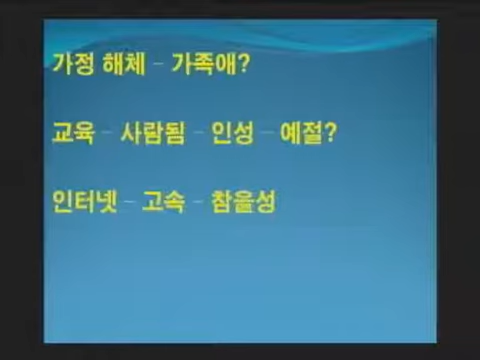 가정 해체 - 가족애?
교육 - 사람됨 - 인성 - 예절?
인터넷 - 고속 - 참을성